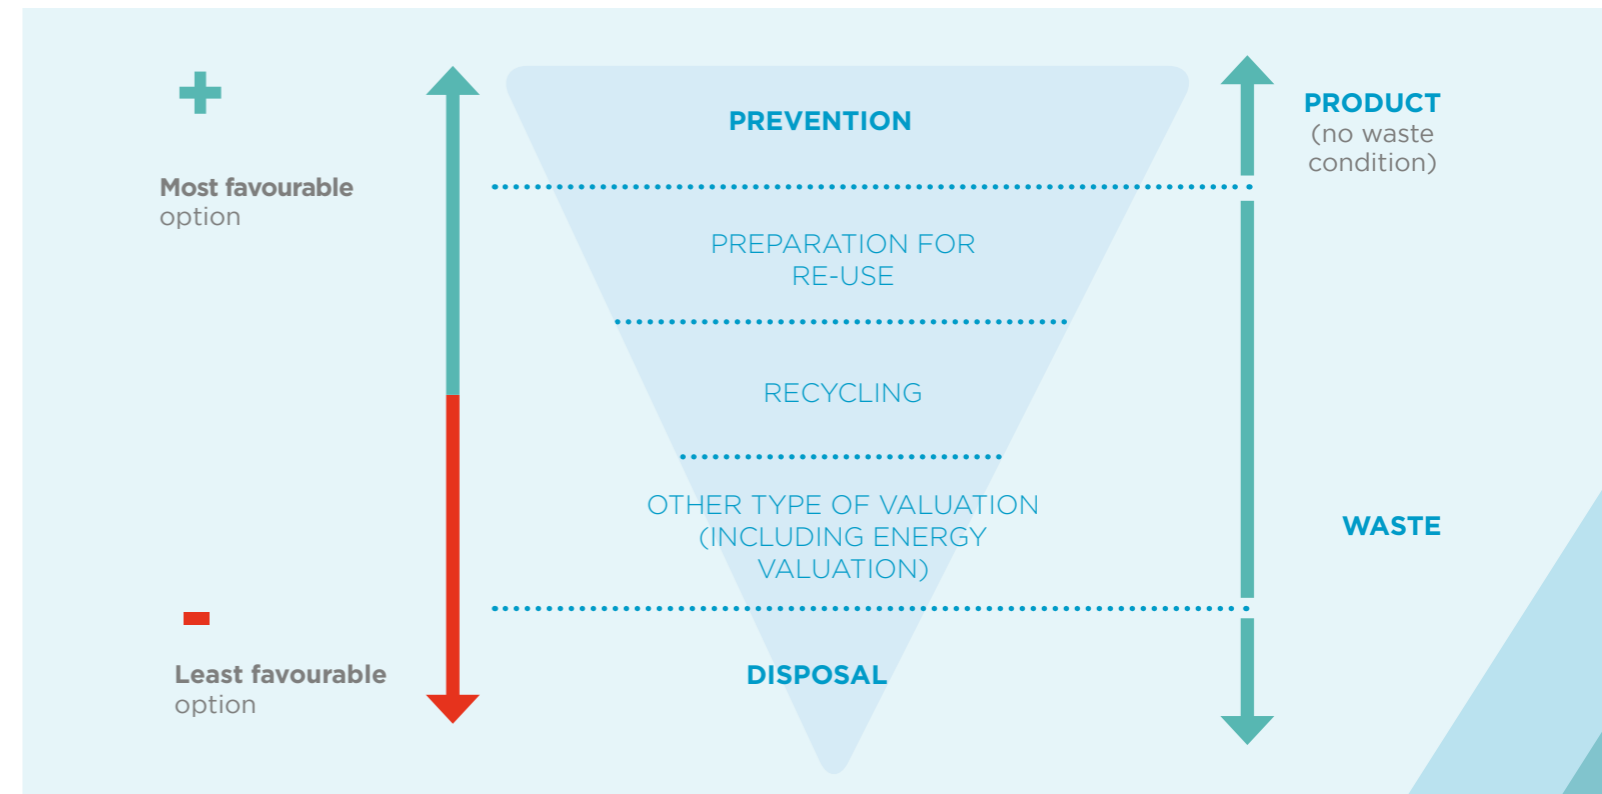 +
Most favourable
option
-
Least favourable
option
PREVENTION
PREPARATION FOR
RE-USE
RECYCLING
OTHER TYPE OF VALUATION
(INCLUDING ENERGY
VALUATION)
DISPOSAL
PRODUCT
(no waste
condition)
WASTE